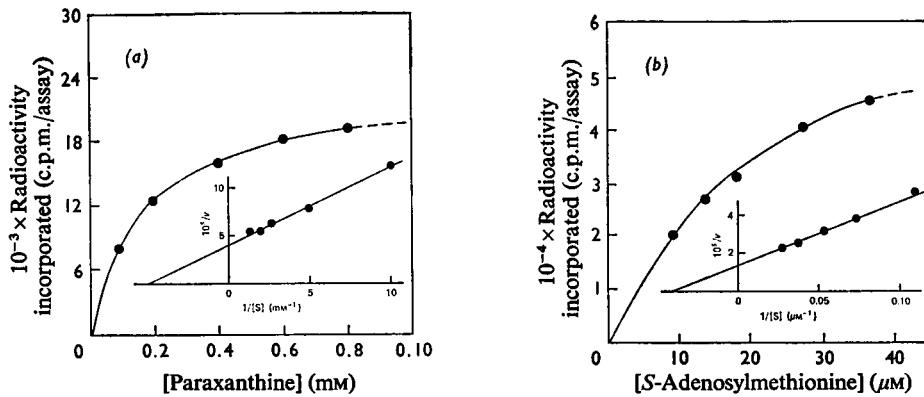 30
24
18
12
6
0
0.2
0.4
0.6
0.8
0.10
(a)
10⁻³ × Radioactivity
incorporated (c.p.m./assay)
[Paraxanthine] (mM)
10
5
10⁵/v
0
5
10
1/[S] (mM⁻¹)
6
5
4
3
2
1
0
10
20
30
40
(b)
10⁻⁴ × Radioactivity
incorporated (c.p.m./assay)
[S-Adenosylmethionine] (μM)
4
2
0
0.05
0.10
1/[S] (μM⁻¹)